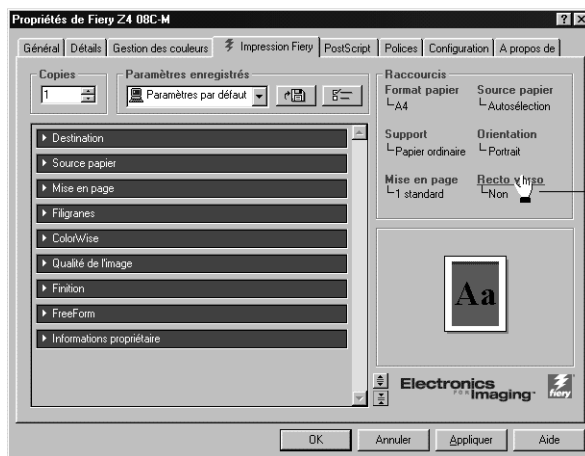 Propriétés de Fiery Z4 08C-M
Général Détails Gestion des couleurs Impression Fiery PostScript Polices Configuration A propos de
Copies
1
Paramètres enregistrés
Paramètres par défaut
Destination
Source papier
Mise en page
Filigranes
ColorWise
Qualité de l'image
Finition
FreeForm
Informations propriétaire
Raccourcis
Format papier Source papier
A4 Autosélection
Support Orientation
Papier ordinaire Portrait
Mise en page Recto verso
1 standard Non
Aa
Electronics
FOR Imaging
fiery
OK Annuler Appliquer Aide